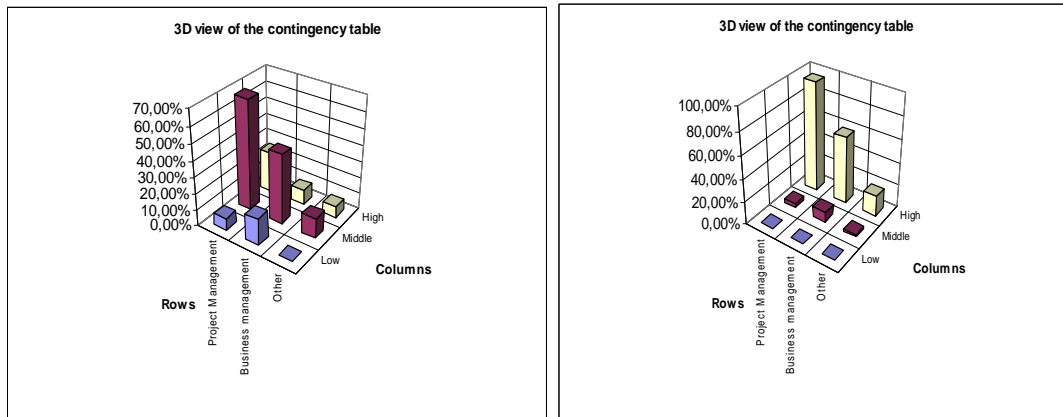 3D view of the contingency table
70,00%
60,00%
50,00%
40,00%
30,00%
20,00%
10,00%
0,00%
High
Middle
Low
Columns
Rows
Project Management
Business management
Other
3D view of the contingency table
100,00%
80,00%
60,00%
40,00%
20,00%
0,00%
High
Middle
Low
Columns
Rows
Project Management
Business management
Other